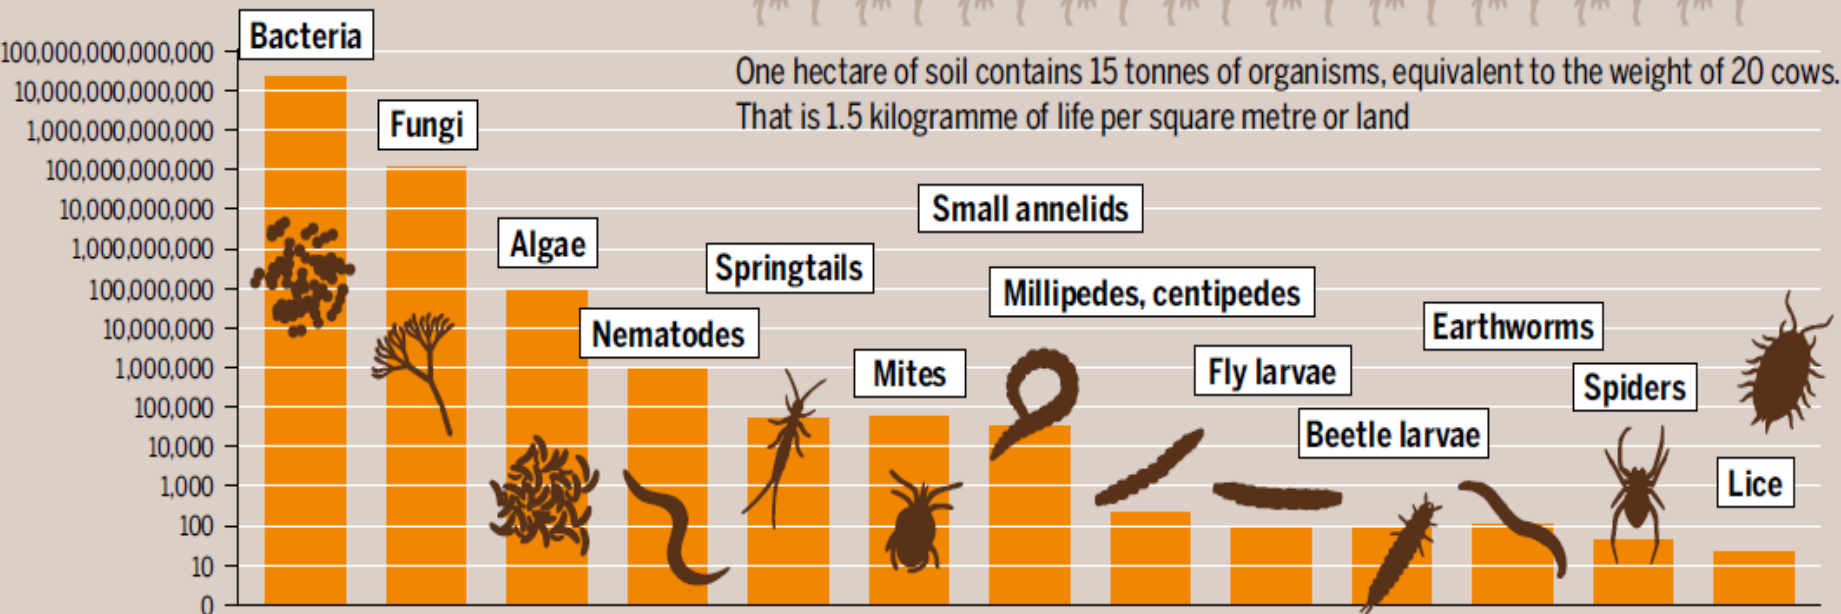 Bacteria
100,000,000,000,000
10,000,000,000,000
1,000,000,000,000
100,000,000,000
10,000,000,000
1,000,000,000
100,000,000
10,000,000
1,000,000
100,000
10,000
1,000
100
10
0
One hectare of soil contains 15 tonnes of organisms, equivalent to the weight of 20 cows.
That is 1.5 kilogramme of life per square metre or land
Fungi
Algae
Nematodes
Springtails
Mites
Small annelids
Millipedes, centipedes
Fly larvae
Beetle larvae
Earthworms
Spiders
Lice